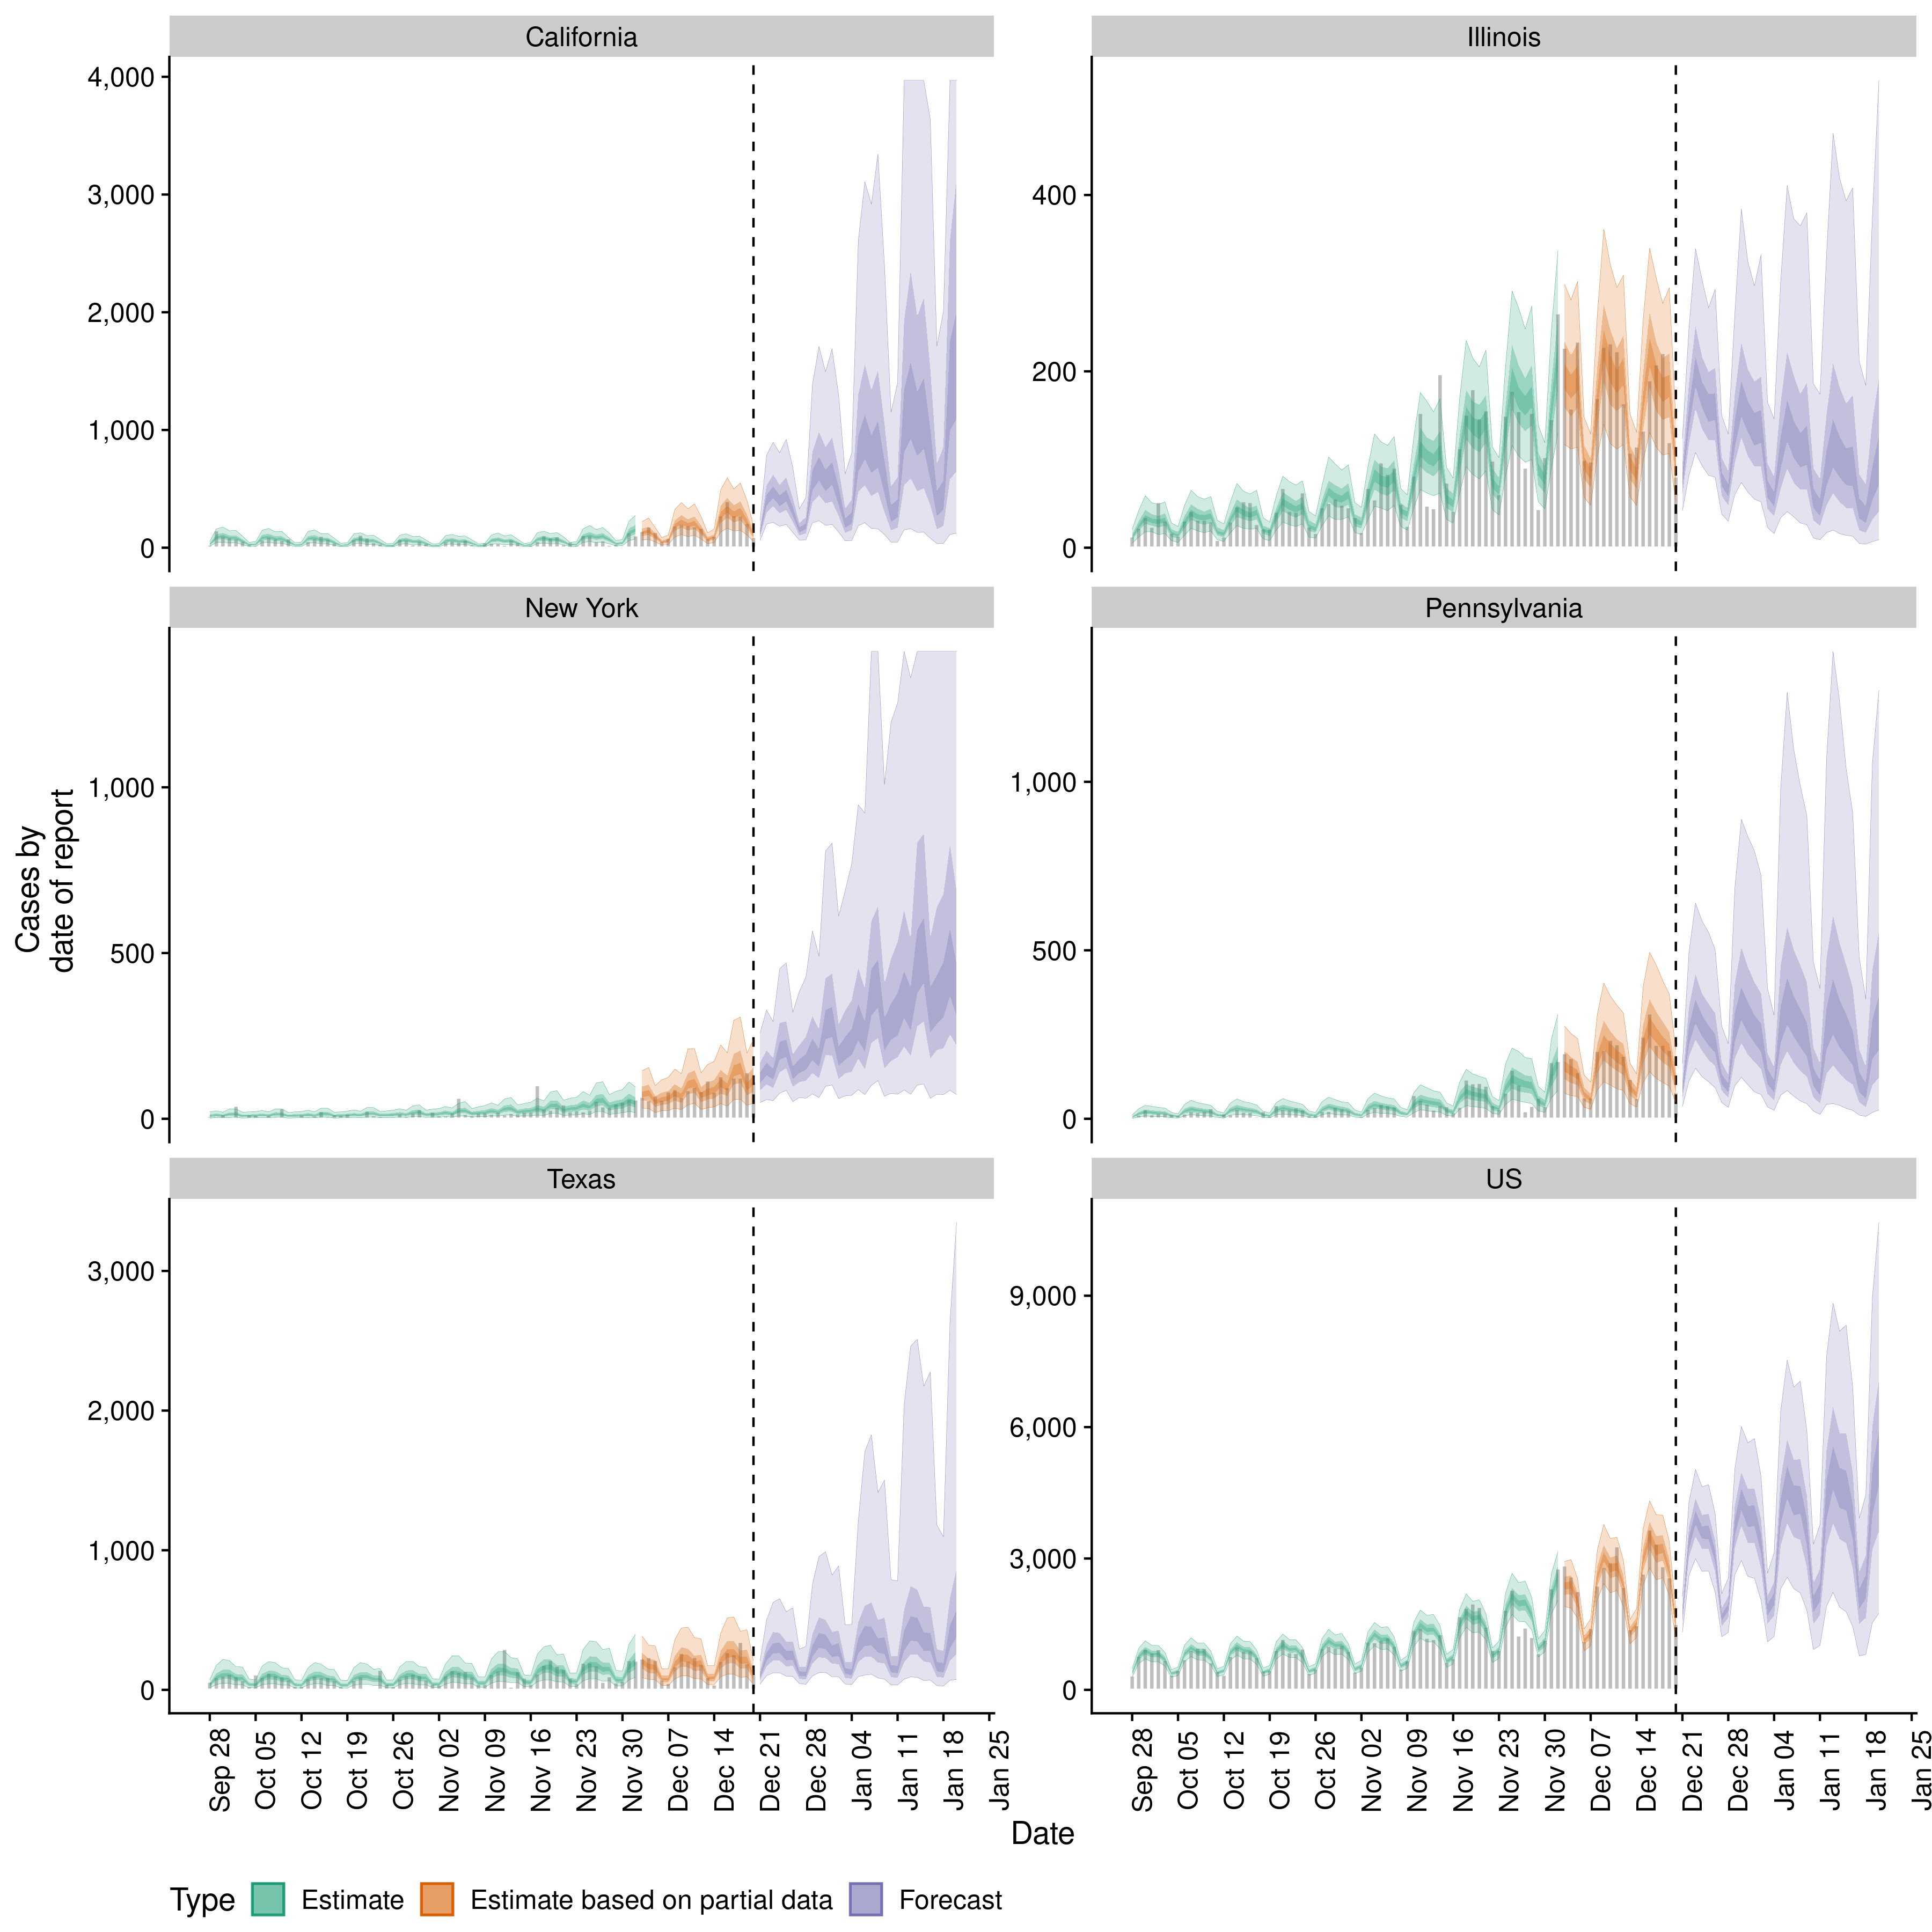 California
Illinois
4,000
3,000
2,000
1,000
0
400
200
0
New York
Pennsylvania
Cases by
date of report
1,000
500
0
1,000
500
0
Texas
US
3,000
2,000
1,000
0
9,000
6,000
3,000
0
Sep 28
Oct 05
Oct 12
Oct 19
Oct 26
Nov 02
Nov 09
Nov 16
Nov 23
Nov 30
Dec 07
Dec 14
Dec 21
Dec 28
Jan 04
Jan 11
Jan 18
Jan 25
Sep 28
Oct 05
Oct 12
Oct 19
Oct 26
Nov 02
Nov 09
Nov 16
Nov 23
Nov 30
Dec 07
Dec 14
Dec 21
Dec 28
Jan 04
Jan 11
Jan 18
Jan 25
Date
Type Estimate Estimate based on partial data Forecast